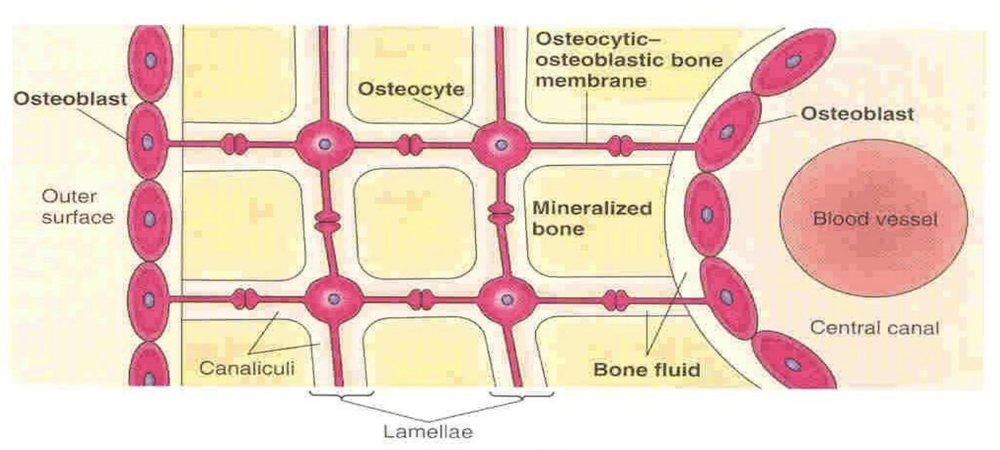 Osteocytic–
osteoblastic bone
membrane
Osteocyte
Osteoblast
Osteoblast
Outer
surface
Mineralized
bone
Blood vessel
Central canal
Canaliculi
Bone fluid
Lamellae